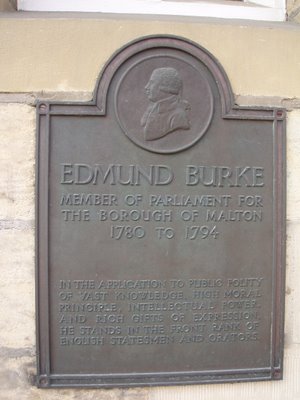 EDMUND BURKE
MEMBER OF PARLIAMENT FOR
THE BOROUGH OF MALTON
1780 TO 1794
IN THE APPLICATION TO PUBLIC POLITY
OF VAST KNOWLEDGE, HIGH MORAL
PRINCIPLE, INTELLECTUAL POWER,
AND RICH GIFTS OF EXPRESSION,
HE STANDS IN THE FRONT RANK OF
ENGLISH STATESMEN AND ORATORS.